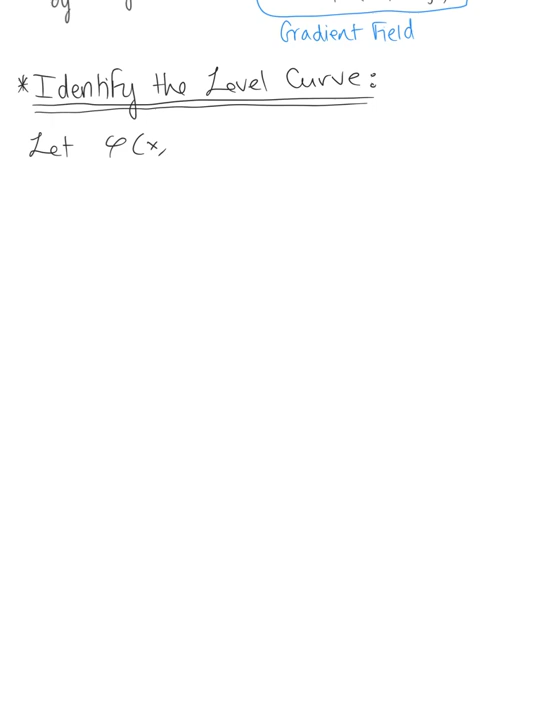 Gradient Field
*Identify the Level Curve:
Let φ(x,